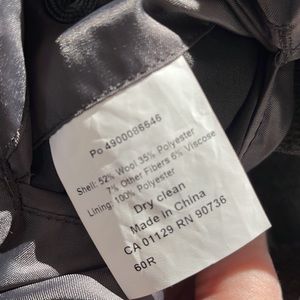 Po 4900086546
Shell: 52% Wool 35% Polyester
7% Other Fibers 6% Viscose
Lining: 100% Polyester
Dry clean
Made in China
CA 01129 RN 90736
60R